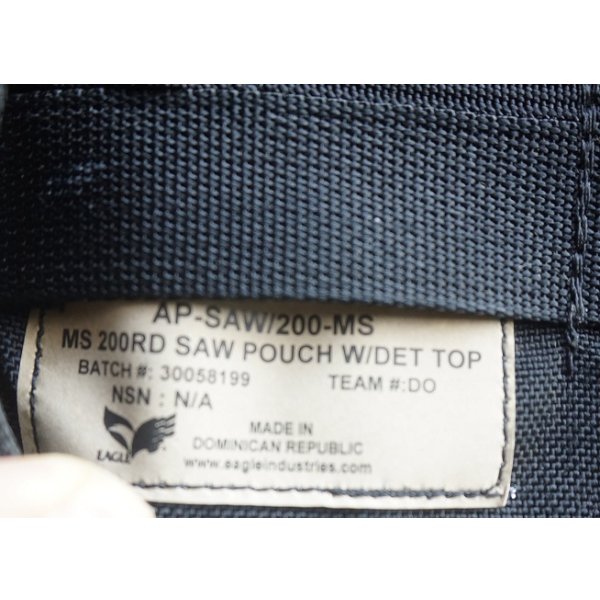 AP-SAW/200-MS
MS 200RD SAW POUCH W/DET TOP
BATCH #: 30058199 TEAM #:DO
NSN : N/A
MADE IN
DOMINICAN REPUBLIC
EAGLE www.eagleindustries.com